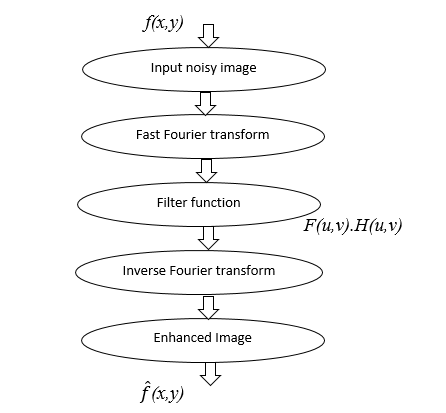 f(x,y)
Input noisy image
Fast Fourier transform
Filter function
F(u,v).H(u,v)
Inverse Fourier transform
Enhanced Image
f̂(x,y)